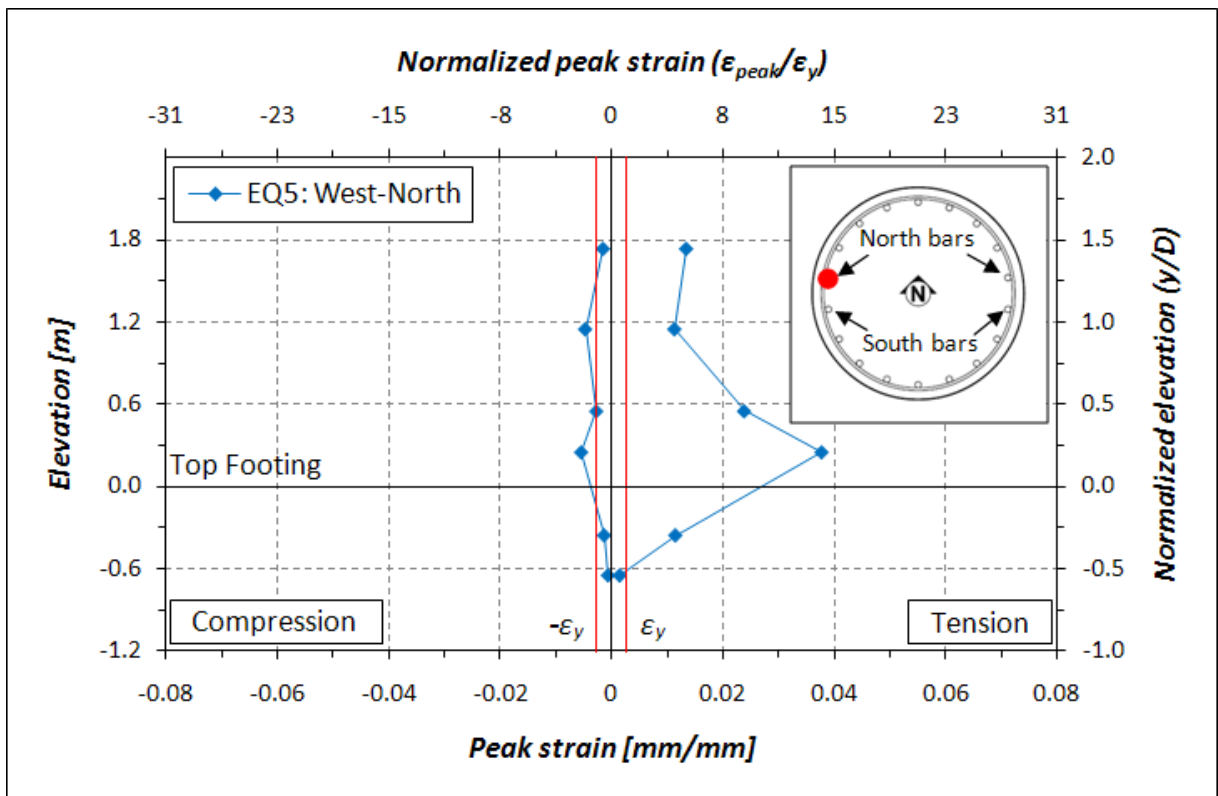 Normalized peak strain (εpeak/εy)
-31 -23 -15 -8 0 8 15 23 31
EQ5: West-North
2.0
1.8 1.5
1.2 1.0
0.6 0.5
0.0 0.0
-0.6 -0.5
-1.2 -1.0
Elevation [m]
Normalized elevation (y/D)
North bars
N
South bars
Top Footing
Compression
-εy
εy
Tension
-0.08 -0.06 -0.04 -0.02 0 0.02 0.04 0.06 0.08
Peak strain [mm/mm]